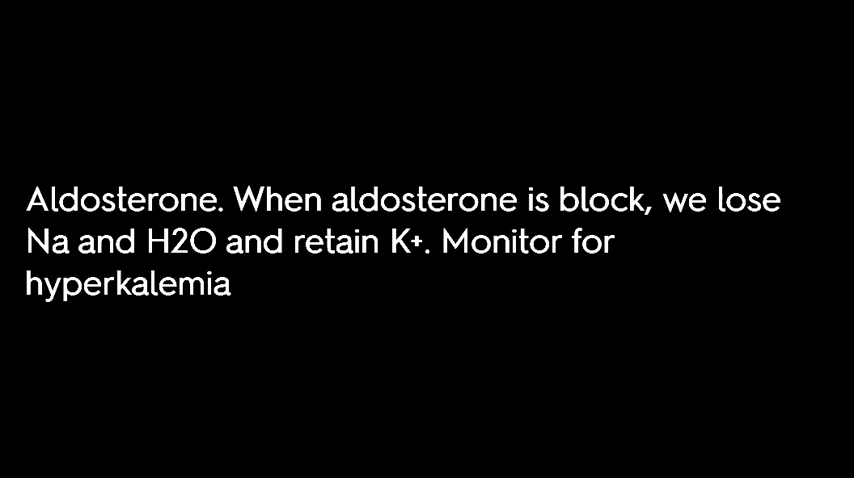 Aldosterone. When aldosterone is block, we lose
Na and H2O and retain K+. Monitor for
hyperkalemia